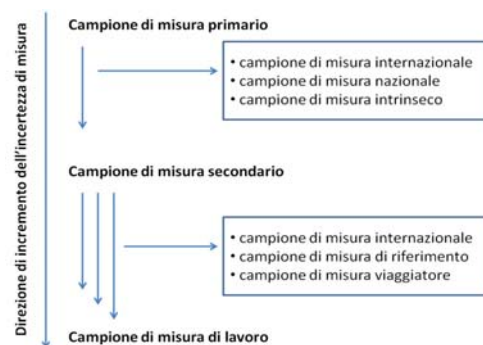 Direzione di incremento dell'incertezza di misura
Campione di misura primario
• campione di misura internazionale
• campione di misura nazionale
• campione di misura intrinseco
Campione di misura secondario
• campione di misura internazionale
• campione di misura di riferimento
• campione di misura viaggiatore
Campione di misura di lavoro